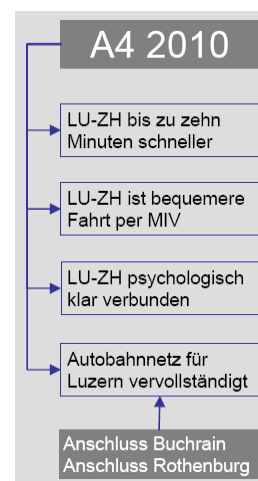 A4 2010
LU-ZH bis zu zehn
Minuten schneller
LU-ZH ist bequemere
Fahrt per MIV
LU-ZH psychologisch
klar verbunden
Autobahnnetz für
Luzern vervollständigt
Anschluss Buchrain
Anschluss Rothenburg